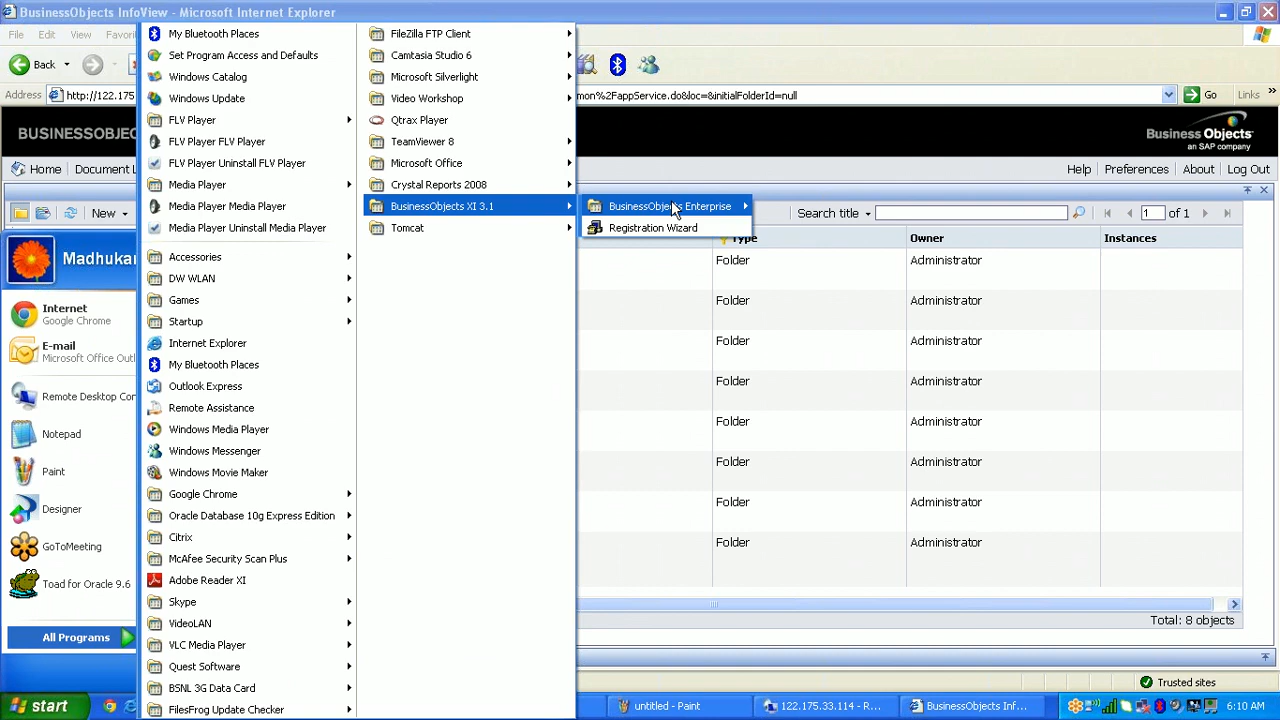 BusinessObjects InfoView - Microsoft Internet Explorer
File Edit View Favori
Back
Address http://122.175 mon%2FappService.do&loc=&initialFolderId=null Go Links »
BUSINESSOBJEC
Business Objects
an SAP company
Home Document L Help Preferences About Log Out
New Search title 1 of 1
Type Owner Instances
Folder Administrator
Folder Administrator
Folder Administrator
Folder Administrator
Folder Administrator
Folder Administrator
Folder Administrator
Folder Administrator
Total: 8 objects
Trusted sites
Madhukar
Internet
Google Chrome
E-mail
Microsoft Office Outl
Remote Desktop Con
Notepad
Paint
Designer
GoToMeeting
Toad for Oracle 9.6
All Programs
My Bluetooth Places
Set Program Access and Defaults
Windows Catalog
Windows Update
FLV Player
FLV Player FLV Player
FLV Player Uninstall FLV Player
Media Player
Media Player Media Player
Media Player Uninstall Media Player
Accessories
DW WLAN
Games
Startup
Internet Explorer
My Bluetooth Places
Outlook Express
Remote Assistance
Windows Media Player
Windows Messenger
Windows Movie Maker
Google Chrome
Oracle Database 10g Express Edition
Citrix
McAfee Security Scan Plus
Adobe Reader XI
Skype
VideoLAN
VLC Media Player
Quest Software
BSNL 3G Data Card
FilesFrog Update Checker
FileZilla FTP Client
Camtasia Studio 6
Microsoft Silverlight
Video Workshop
Qtrax Player
TeamViewer 8
Microsoft Office
Crystal Reports 2008
BusinessObjects XI 3.1
Tomcat
BusinessObjects Enterprise
Registration Wizard
start
untitled - Paint
122.175.33.114 - R...
BusinessObjects Inf...
6:10 AM